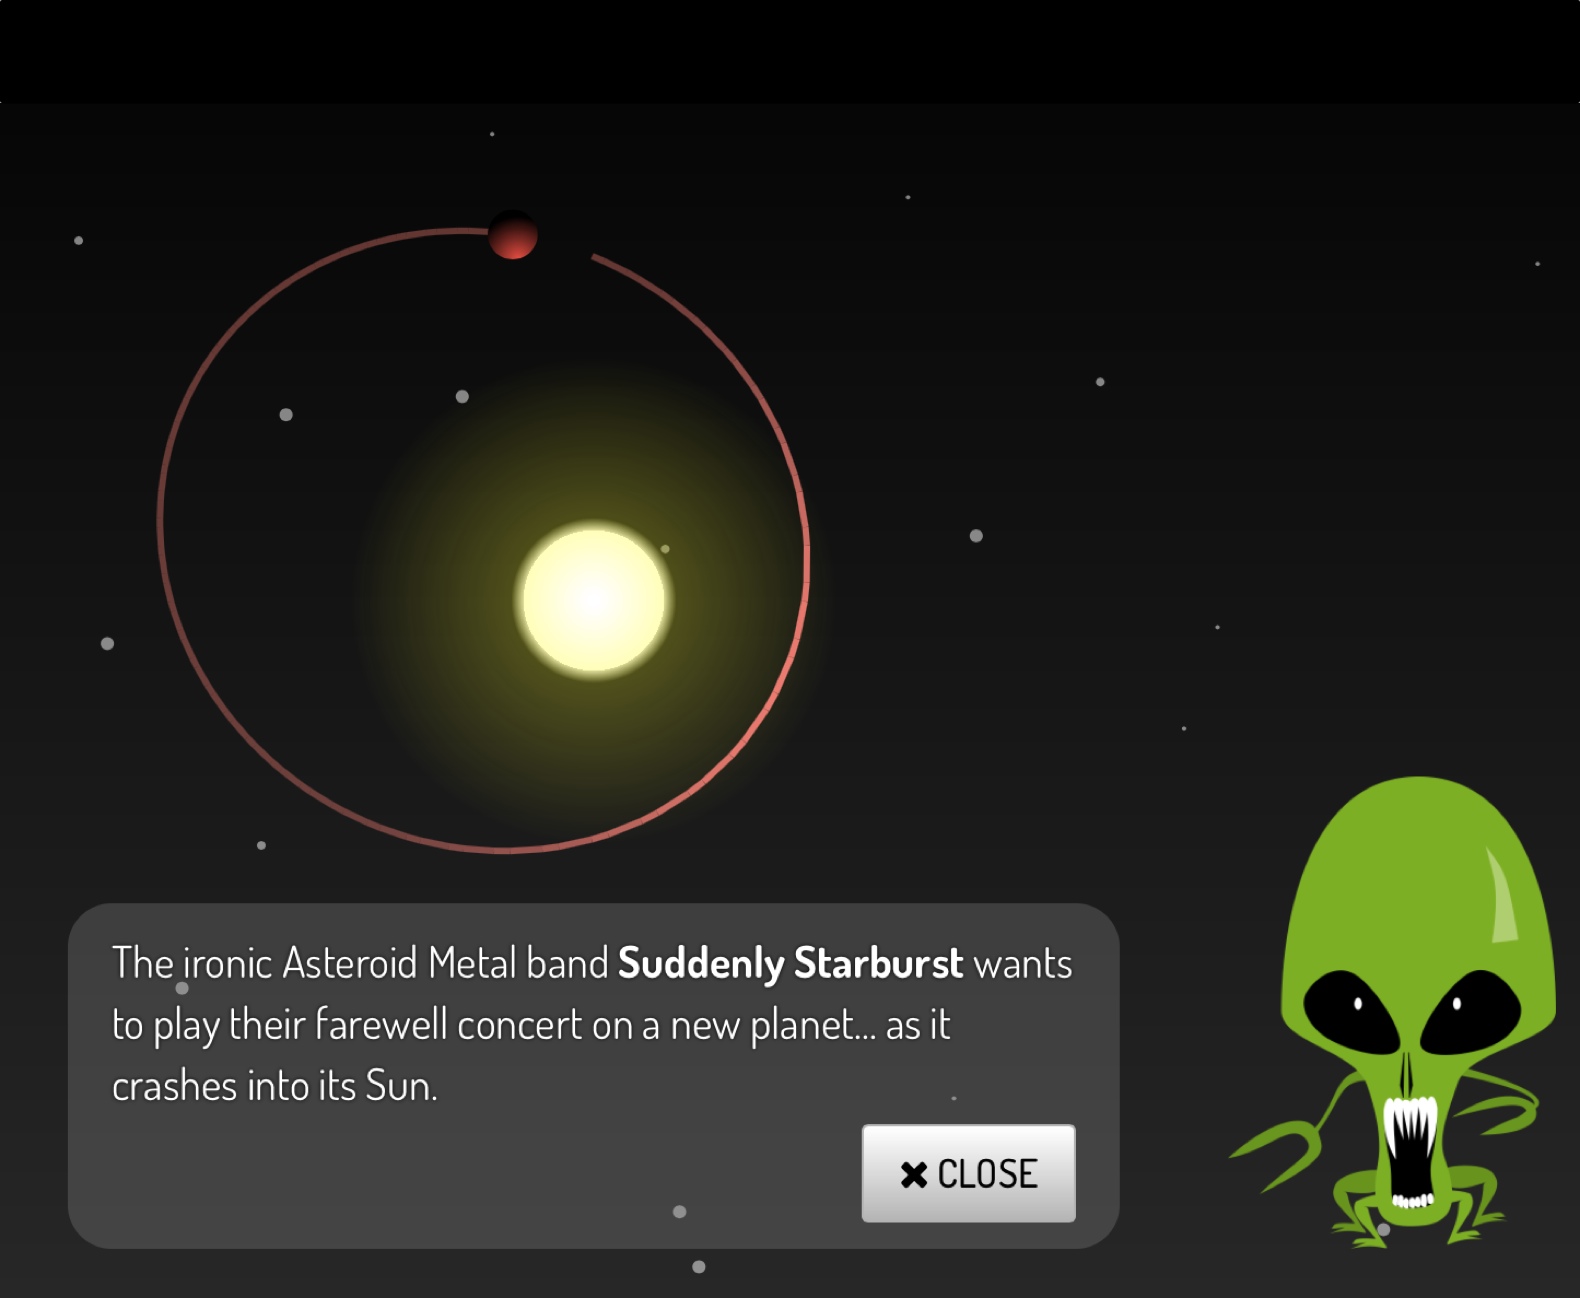 The ironic Asteroid Metal band Suddenly Starburst wants
to play their farewell concert on a new planet... as it
crashes into its Sun.
✖ CLOSE